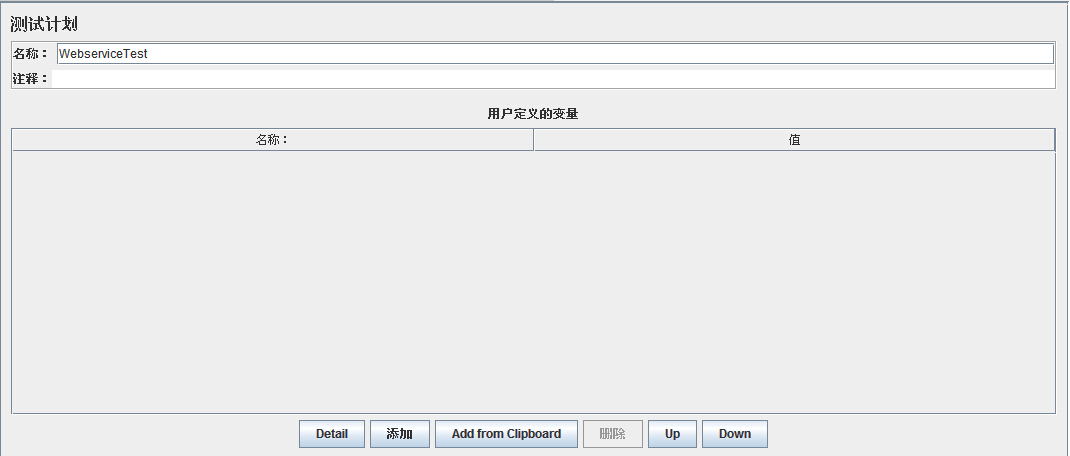 测试计划
名称： WebserviceTest
注释：
用户定义的变量
名称： 值
Detail 添加 Add from Clipboard 删除 Up Down